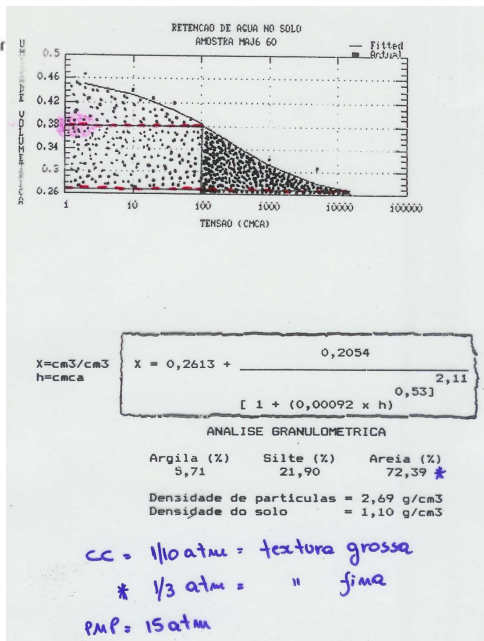 RETENCAO DE AGUA NO SOLO
AMOSTRA MAJ6 60
Fitted
Actual
UMIDADE VOLUMETRICA
0.5
0.46
0.42
0.38
0.34
0.3
0.26
1 10 100 1000 10000 100000
TENSAO (CMCA)
X=cm3/cm3
h=cmca
0,2054
X = 0,2613 +
2,11
0,53]
[ 1 + (0,00092 x h)
ANALISE GRANULOMETRICA
Argila (%) Silte (%) Areia (%)
5,71 21,90 72,39 *
Densidade de particulas = 2,69 g/cm3
Densidade do solo = 1,10 g/cm3
CC = 1/10 atm = textura grossa
* 1/3 atm = " fina
PMP = 15 atm